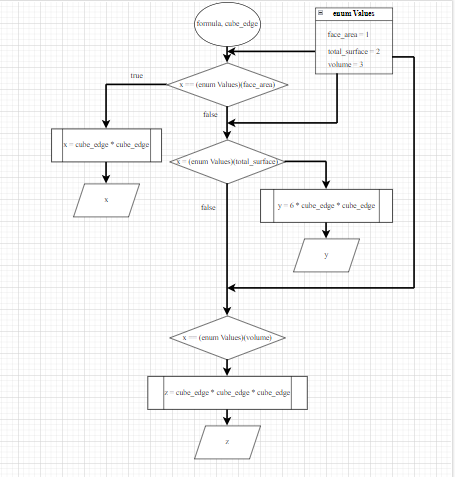 formula, cube_edge
enum Values
face_area = 1
total_surface = 2
volume = 3
x == (enum Values)(face_area)
true
false
x = cube_edge * cube_edge
x
x = (enum Values)(total_surface)
y = 6 * cube_edge * cube_edge
false
y
x == (enum Values)(volume)
z = cube_edge * cube_edge * cube_edge
z